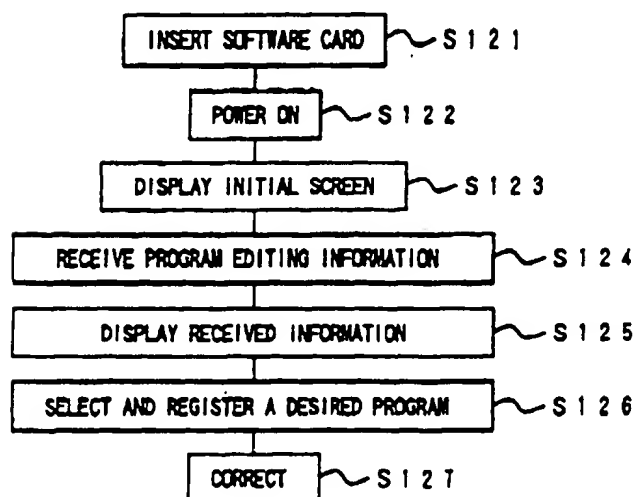 INSERT SOFTWARE CARD S121
POWER ON S122
DISPLAY INITIAL SCREEN S123
RECEIVE PROGRAM EDITING INFORMATION S124
DISPLAY RECEIVED INFORMATION S125
SELECT AND REGISTER A DESIRED PROGRAM S126
CORRECT S127